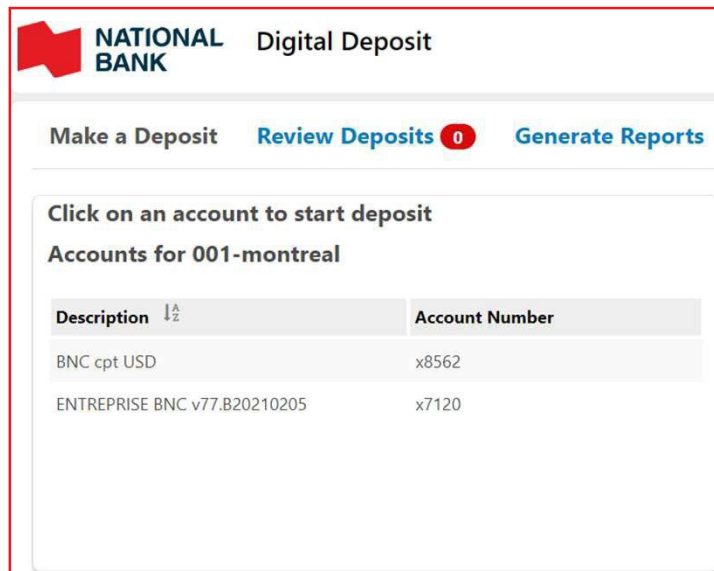 NATIONAL
BANK
Digital Deposit
Make a Deposit Review Deposits 0 Generate Reports
Click on an account to start deposit
Accounts for 001-montreal
Description AZ Account Number
BNC cpt USD x8562
ENTREPRISE BNC v77.B20210205 x7120